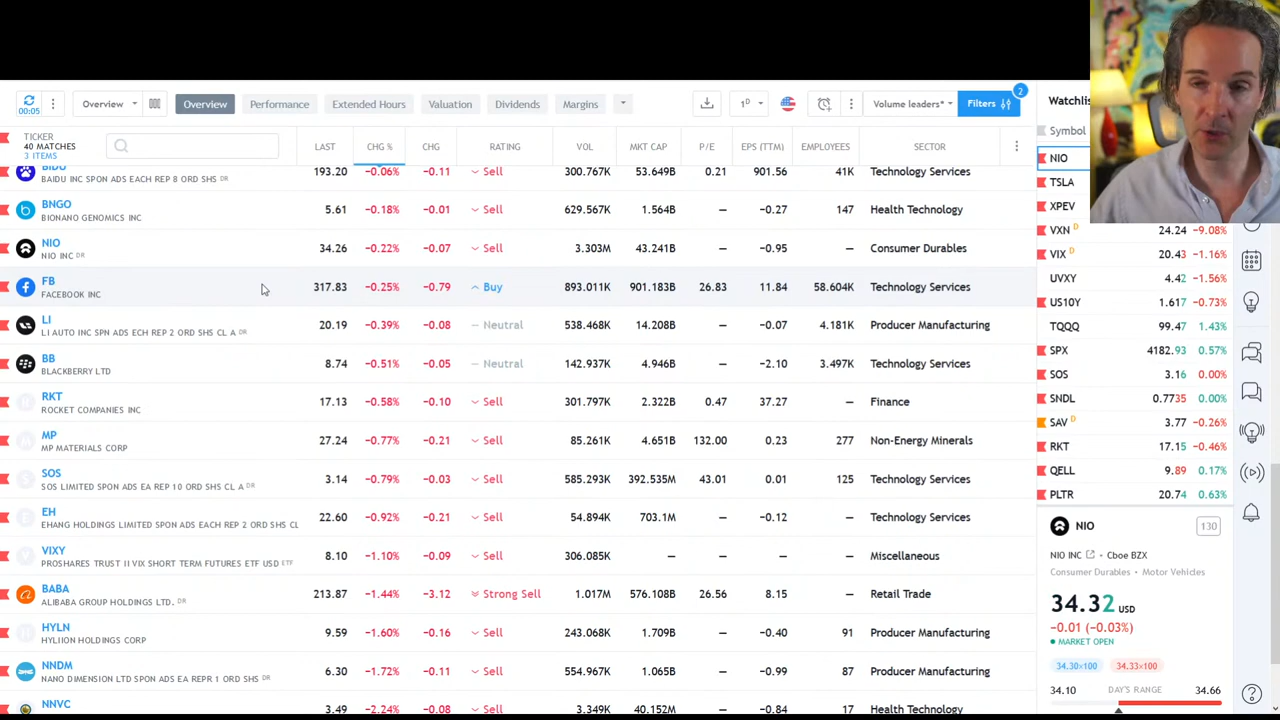 2
00:05
Overview
Overview
Performance
Extended Hours
Valuation
Dividends
Margins
1D
Volume leaders*
Filters
Watchlist
TICKER
40 MATCHES
3 ITEMS
LAST CHG % CHG RATING VOL MKT CAP P/E EPS (TTM) EMPLOYEES SECTOR
Symbol
BIDU
BAIDU INC SPON ADS EACH REP 8 ORD SHS DR
193.20 −0.06% −0.11 Sell 300.767K 53.649B 0.21 901.56 41K Technology Services
BNGO
BIONANO GENOMICS INC
5.61 −0.18% −0.01 Sell 629.567K 1.564B — −0.27 147 Health Technology
NIO
NIO INC DR
34.26 −0.22% −0.07 Sell 3.303M 43.241B — −0.95 — Consumer Durables
FB
FACEBOOK INC
317.83 −0.25% −0.79 Buy 893.011K 901.183B 26.83 11.84 58.604K Technology Services
LI
LI AUTO INC SPN ADS ECH REP 2 ORD SHS CL A DR
20.19 −0.39% −0.08 — Neutral 538.468K 14.208B — −0.07 4.181K Producer Manufacturing
BB
BLACKBERRY LTD
8.74 −0.51% −0.05 — Neutral 142.937K 4.946B — −2.10 3.497K Technology Services
RKT
ROCKET COMPANIES INC
17.13 −0.58% −0.10 Sell 301.797K 2.322B 0.47 37.27 — Finance
MP
MP MATERIALS CORP
27.24 −0.77% −0.21 Sell 85.261K 4.651B 132.00 0.23 277 Non-Energy Minerals
SOS
SOS LIMITED SPON ADS EA REP 10 ORD SHS CL A DR
3.14 −0.79% −0.03 Sell 585.293K 392.535M 43.01 0.01 125 Technology Services
EH
EHANG HOLDINGS LIMITED SPON ADS EACH REP 2 ORD SHS CL
22.60 −0.92% −0.21 Sell 54.894K 703.1M — −0.12 — Technology Services
VIXY
PROSHARES TRUST II VIX SHORT TERM FUTURES ETF USD ETF
8.10 −1.10% −0.09 Sell 306.085K — — — — Miscellaneous
BABA
ALIBABA GROUP HOLDINGS LTD. DR
213.87 −1.44% −3.12 Strong Sell 1.017M 576.108B 26.56 8.15 — Retail Trade
HYLN
HYLIION HOLDINGS CORP
9.59 −1.60% −0.16 Sell 243.068K 1.709B — −0.40 91 Producer Manufacturing
NNDM
NANO DIMENSION LTD SPON ADS EACH REPR 1 ORD SHS DR
6.30 −1.72% −0.11 Sell 554.967K 1.065B — −0.99 87 Producer Manufacturing
NNVC
3.49 −2.24% −0.08 Sell 3.349K 40.152M — −0.84 17 Health Technology
NIO
TSLA
XPEV
VXN D 24.24 −9.08%
VIX D 20.43 −1.16%
UVXY 4.42 −1.56%
US10Y 1.617 −0.73%
TQQQ 99.47 1.43%
SPX 4182.93 0.57%
SOS 3.16 0.00%
SNDL 0.7735 0.00%
SAV D 3.77 −0.26%
RKT 17.15 −0.46%
QELL 9.89 0.17%
PLTR 20.74 0.63%
NIO 130
NIO INC • Cboe BZX
Consumer Durables • Motor Vehicles
34.32 USD
−0.01 (−0.03%)
• MARKET OPEN
34.30×100 34.33×100
34.10 DAY'S RANGE 34.66